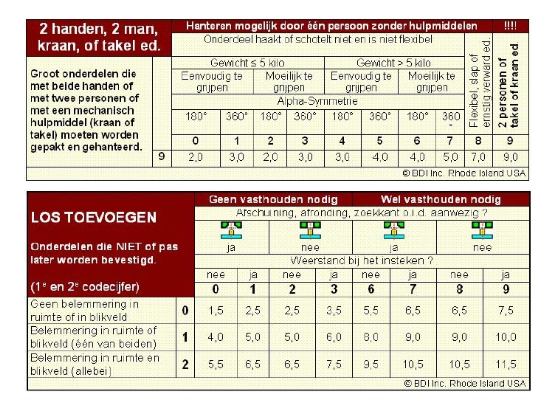 2 handen, 2 man, kraan, of takel ed.
Groot onderdelen die met beide handen of met twee personen of met een mechanisch hulpmiddel (kraan of takel) moeten worden gepakt en gehanteerd.
Hanteren mogelijk door één persoon zonder hulpmiddelen
!!!!
Onderdeel haakt of schotelt niet en is niet flexibel
Flexibel, slap of ernstig verward ed.
2 personen of takel of kraan ed.
Gewicht ≤ 5 kilo Gewicht > 5 kilo
Eenvoudig te grijpen Moeilijk te grijpen Eenvoudig te grijpen Moeilijk te grijpen
Alpha-Symmetrie
180° 360° 180° 360° 180° 360° 180° 360
0 1 2 3 4 5 6 7 8 9
9 2,0 3,0 2,0 3,0 3,0 4,0 4,0 5,0 7,0 9,0
© BDI Inc. Rhode Island USA
LOS TOEVOEGEN
Onderdelen die NIET of pas later worden bevestigd.
(1e en 2e codecijfer)
Geen vasthouden nodig Wel vasthouden nodig
Afschuining, afronding, zoekkant o.i.d. aanwezig ?
ja nee ja nee
Weerstand bij het insteken ?
nee ja nee ja nee ja nee ja
0 1 2 3 6 7 8 9
Geen belemmering in ruimte of in blikveld 0 1,5 2,5 2,5 3,5 5,5 6,5 6,5 7,5
Belemmering in ruimte of blikveld (één van beiden) 1 4,0 5,0 5,0 6,0 8,0 9,0 9,0 10,0
Belemmering in ruimte en blikveld (allebei) 2 5,5 6,5 6,5 7,5 9,5 10,5 10,5 11,5
© BDI Inc. Rhode Island USA